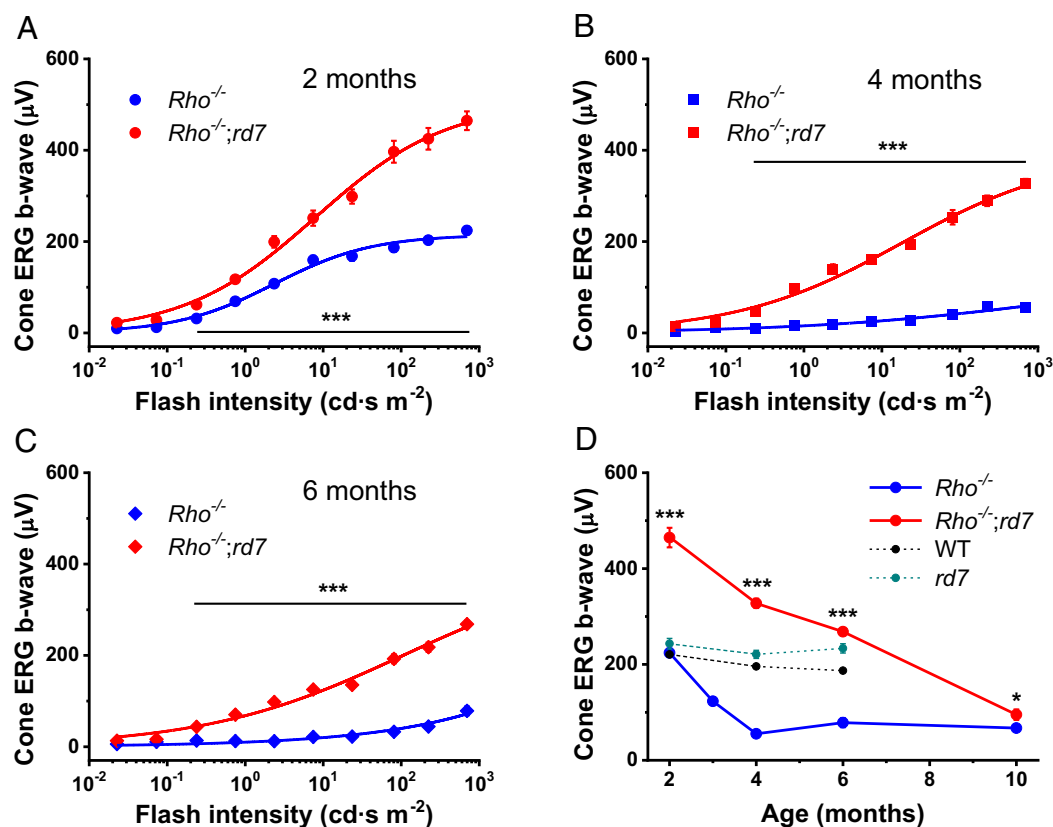 A
600
400
200
0
Cone ERG b-wave (μV)
2 months
Rho-/-
Rho-/-;rd7
***
10-2 10-1 100 101 102 103
Flash intensity (cd·s m-2)
B
600
400
200
0
Cone ERG b-wave (μV)
4 months
Rho-/-
Rho-/-;rd7
***
10-2 10-1 100 101 102 103
Flash intensity (cd·s m-2)
C
600
400
200
0
Cone ERG b-wave (μV)
6 months
Rho-/-
Rho-/-;rd7
***
10-2 10-1 100 101 102 103
Flash intensity (cd·s m-2)
D
600
400
200
0
Cone ERG b-wave (μV)
Rho-/-
Rho-/-;rd7
WT
rd7
***
***
***
*
2 4 6 8 10
Age (months)